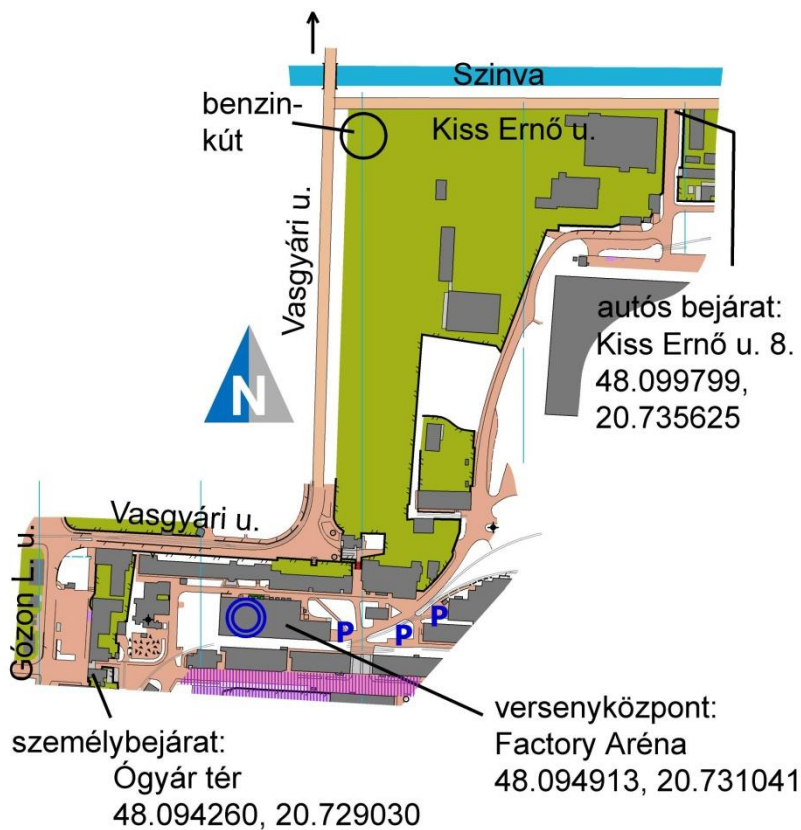 Szinva
benzin-
kút
Kiss Ernő u.
Vasgyári u.
autós bejárat:
Kiss Ernő u. 8.
48.099799,
20.735625
N
Vasgyári u.
Gózon L. u.
P
P
P
versenyközpont:
Factory Aréna
48.094913, 20.731041
személybejárat:
Ógyár tér
48.094260, 20.729030